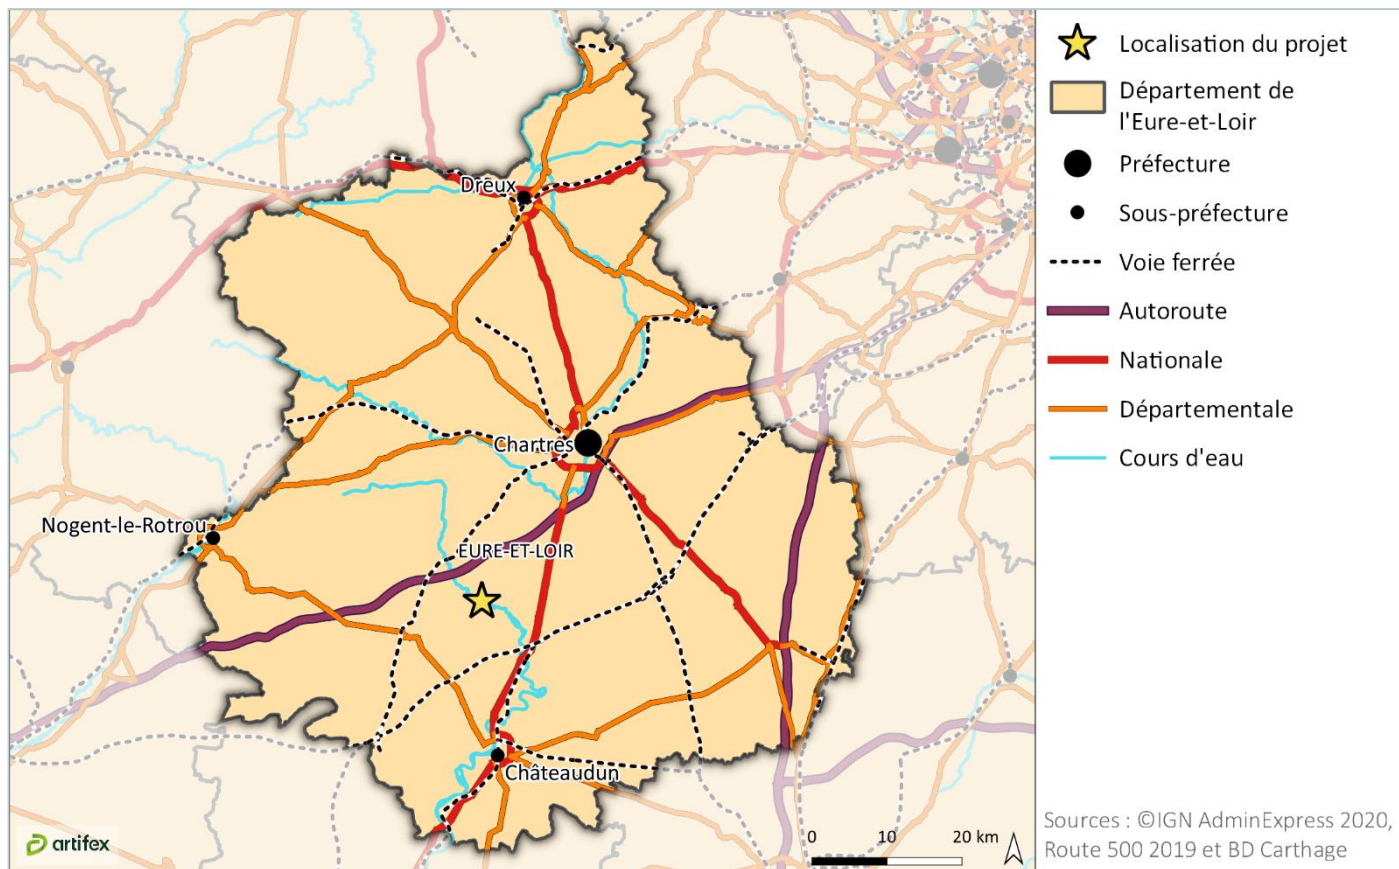 Dreux
Chartres
Nogent-le-Rotrou
EURE-ET-LOIR
Châteaudun
artifex
0 10 20 km
Localisation du projet
Département de
l'Eure-et-Loir
Préfecture
Sous-préfecture
Voie ferrée
Autoroute
Nationale
Départementale
Cours d'eau
Sources : ©IGN AdminExpress 2020,
Route 500 2019 et BD Carthage